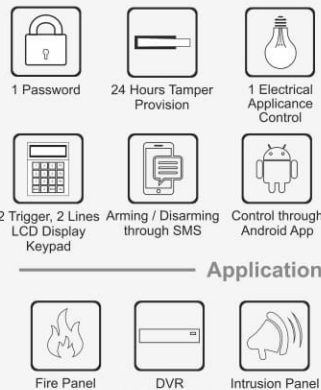 1 Password
24 Hours Tamper
Provision
1 Electrical
Applicance
Control
2 Trigger, 2 Lines
LCD Display
Keypad
Arming / Disarming
through SMS
Control through
Android App
Application
Fire Panel
DVR
Intrusion Panel